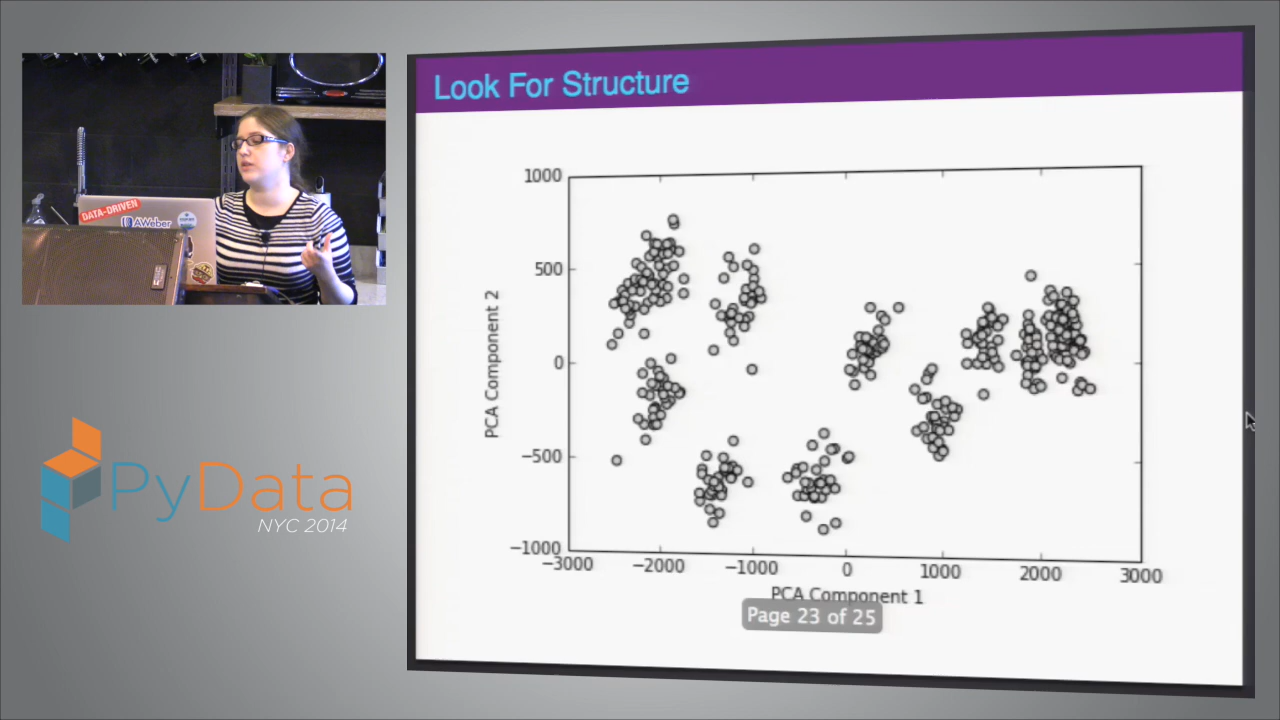 Look For Structure
1000
500
0
−500
−1000
PCA Component 2
−3000
−2000
−1000
0
1000
2000
3000
PCA Component 1
Page 23 of 25
DATA-DRIVEN
AWeber
PyData
NYC 2014